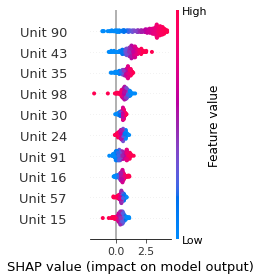 High
Unit 90
Unit 43
Unit 35
Unit 98
Unit 30
Unit 24
Unit 91
Unit 16
Unit 57
Unit 15
Feature value
Low
0.0 2.5
SHAP value (impact on model output)